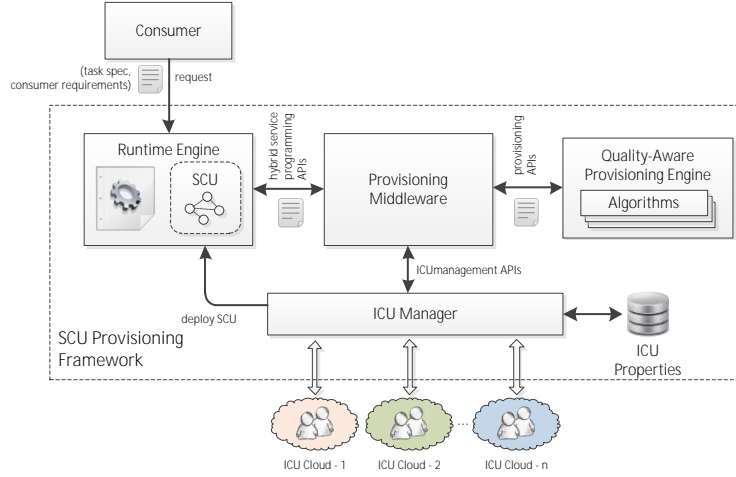 Consumer
(task spec,
consumer requirements)
request
Runtime Engine
SCU
hybrid service
programming
APIs
Provisioning
Middleware
provisioning
APIs
Quality-Aware
Provisioning Engine
Algorithms
ICUmanagement APIs
deploy SCU
ICU Manager
SCU Provisioning
Framework
ICU
Properties
ICU Cloud - 1
ICU Cloud - 2
...
ICU Cloud - n